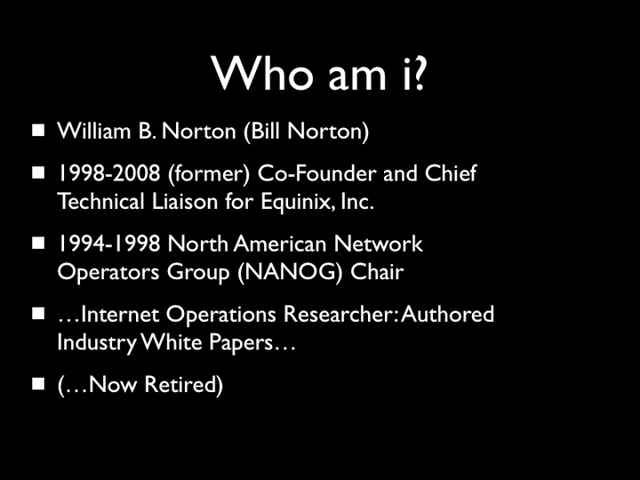 Who am i?
William B. Norton (Bill Norton)
1998-2008 (former) Co-Founder and Chief
Technical Liaison for Equinix, Inc.
1994-1998 North American Network
Operators Group (NANOG) Chair
…Internet Operations Researcher: Authored
Industry White Papers…
(…Now Retired)